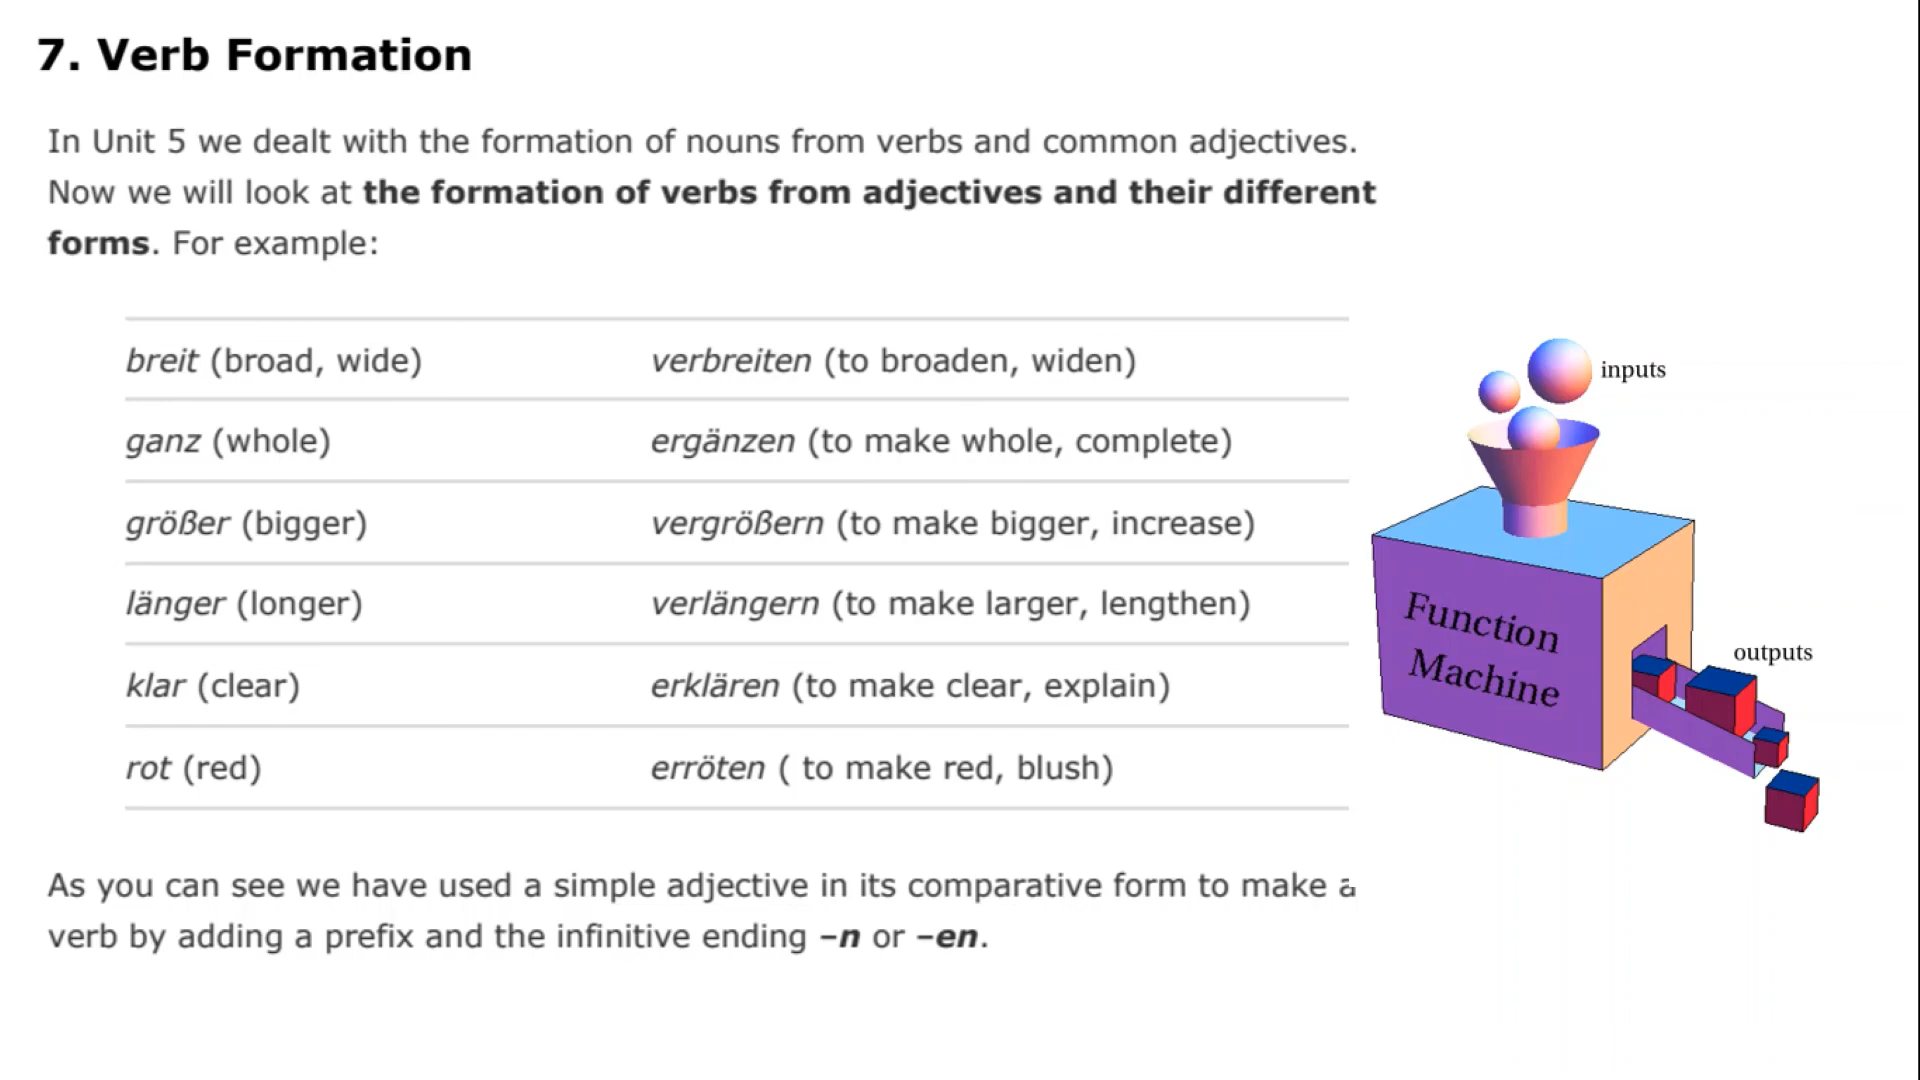 7. Verb Formation
In Unit 5 we dealt with the formation of nouns from verbs and common adjectives.
Now we will look at the formation of verbs from adjectives and their different
forms. For example:
breit (broad, wide) verbreiten (to broaden, widen)
ganz (whole) ergänzen (to make whole, complete)
größer (bigger) vergrößern (to make bigger, increase)
länger (longer) verlängern (to make larger, lengthen)
klar (clear) erklären (to make clear, explain)
rot (red) erröten ( to make red, blush)
inputs
Function
Machine
outputs
As you can see we have used a simple adjective in its comparative form to make a
verb by adding a prefix and the infinitive ending –n or –en.